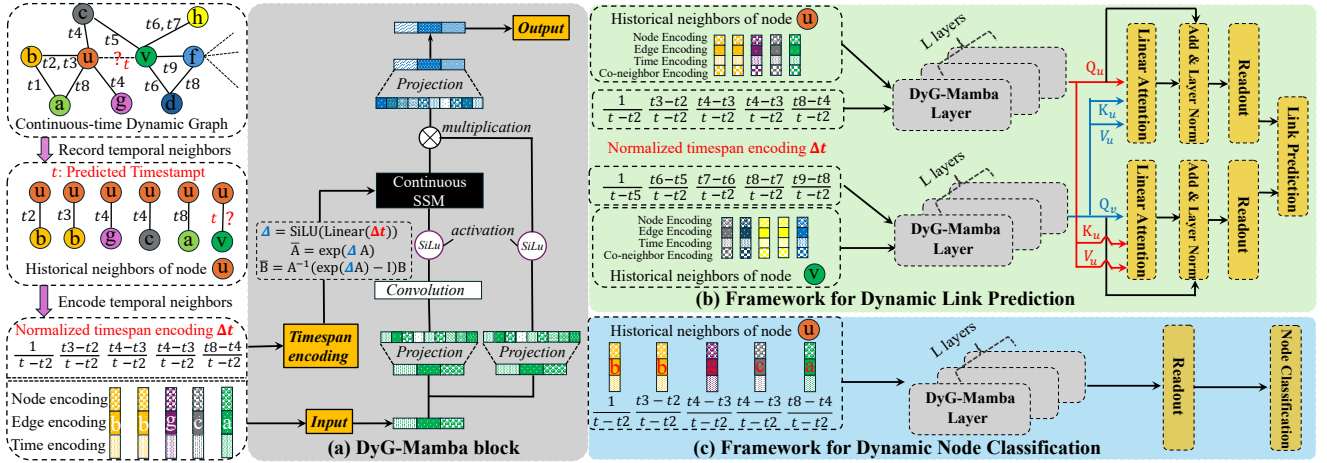 c
h
t6, t7
t4
t5
b
u
v
f
t2, t3
? t
t9
t1
t8
t4
t6
t8
a
g
d
Continuous-time Dynamic Graph
Record temporal neighbors
t: Predicted Timestampt
u u u u u u
t2 t3 t4 t4 t8 t ?
b b g c a v
Historical neighbors of node u
Encode temporal neighbors
Normalized timespan encoding Δt
1 t3−t2 t4−t3 t4−t3 t8−t4
t−t2 t−t2 t−t2 t−t2 t−t2
Node encoding
Edge encoding b b g c a
Time encoding
Output
Projection
multiplication
Continuous
SSM
Δ = SiLU(Linear(Δt))
A̅ = exp(Δ A)
B̅ = A⁻¹(exp(ΔA) − I)B
SiLu
activation
SiLu
Convolution
Timespan
encoding
Projection
Projection
Input
(a) DyG-Mamba block
Historical neighbors of node u
Node Encoding
Edge Encoding
Time Encoding
Co-neighbor Encoding
1 t3−t2 t4−t3 t4−t3 t8−t4
t−t2 t−t2 t−t2 t−t2 t−t2
Normalized timespan encoding Δt
1 t6−t5 t7−t6 t8−t7 t9−t8
t−t5 t−t2 t−t2 t−t2 t−t2
Node Encoding
Edge Encoding
Time Encoding
Co-neighbor Encoding
Historical neighbors of node v
L layers
DyG-Mamba
Layer
L layers
DyG-Mamba
Layer
Qu
Ku
Vu
Qv
Ku
Vu
Linear Attention
Add & Layer Norm
Readout
Linear Attention
Add & Layer Norm
Readout
Link Prediction
(b) Framework for Dynamic Link Prediction
Historical neighbors of node u
b b g c a
1 t3 − t2 t4 − t3 t4 − t3 t8 − t4
t − t2 t − t2 t − t2 t − t2 t − t2
L layers
DyG-Mamba
Layer
Readout
Node Classification
(c) Framework for Dynamic Node Classification